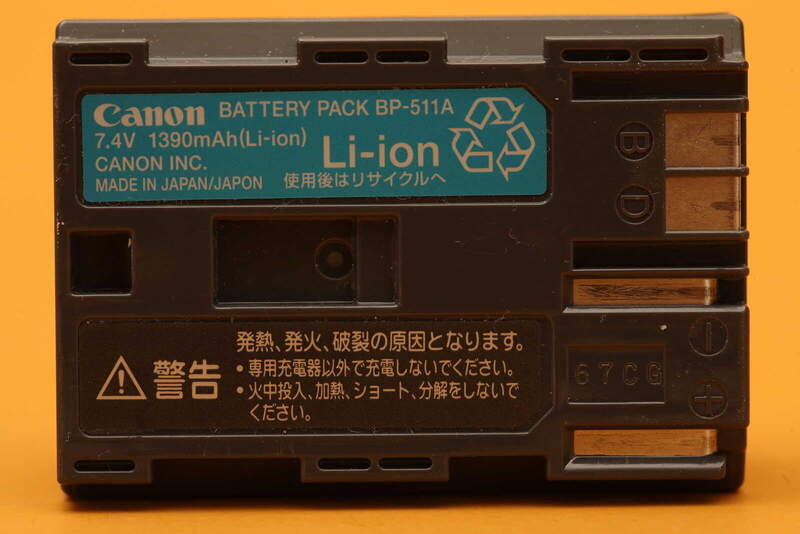 Canon BATTERY PACK BP-511A
7.4V 1390mAh(Li-ion)
CANON INC.
Li-ion
MADE IN JAPAN/JAPON 使用後はリサイクルへ
B
D
警告
発熱、発火、破裂の原因となります。
・専用充電器以外で充電しないでください。
・火中投入、加熱、ショート、分解をしないで
ください。
−
67CG
+